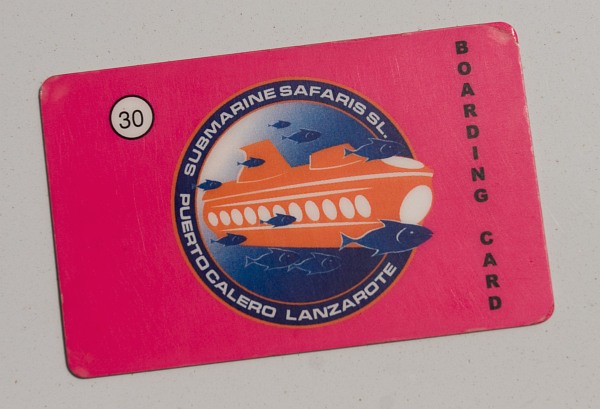 30
SUBMARINE SAFARIS SL.
PUERTO CALERO LANZAROTE
BOARDING CARD